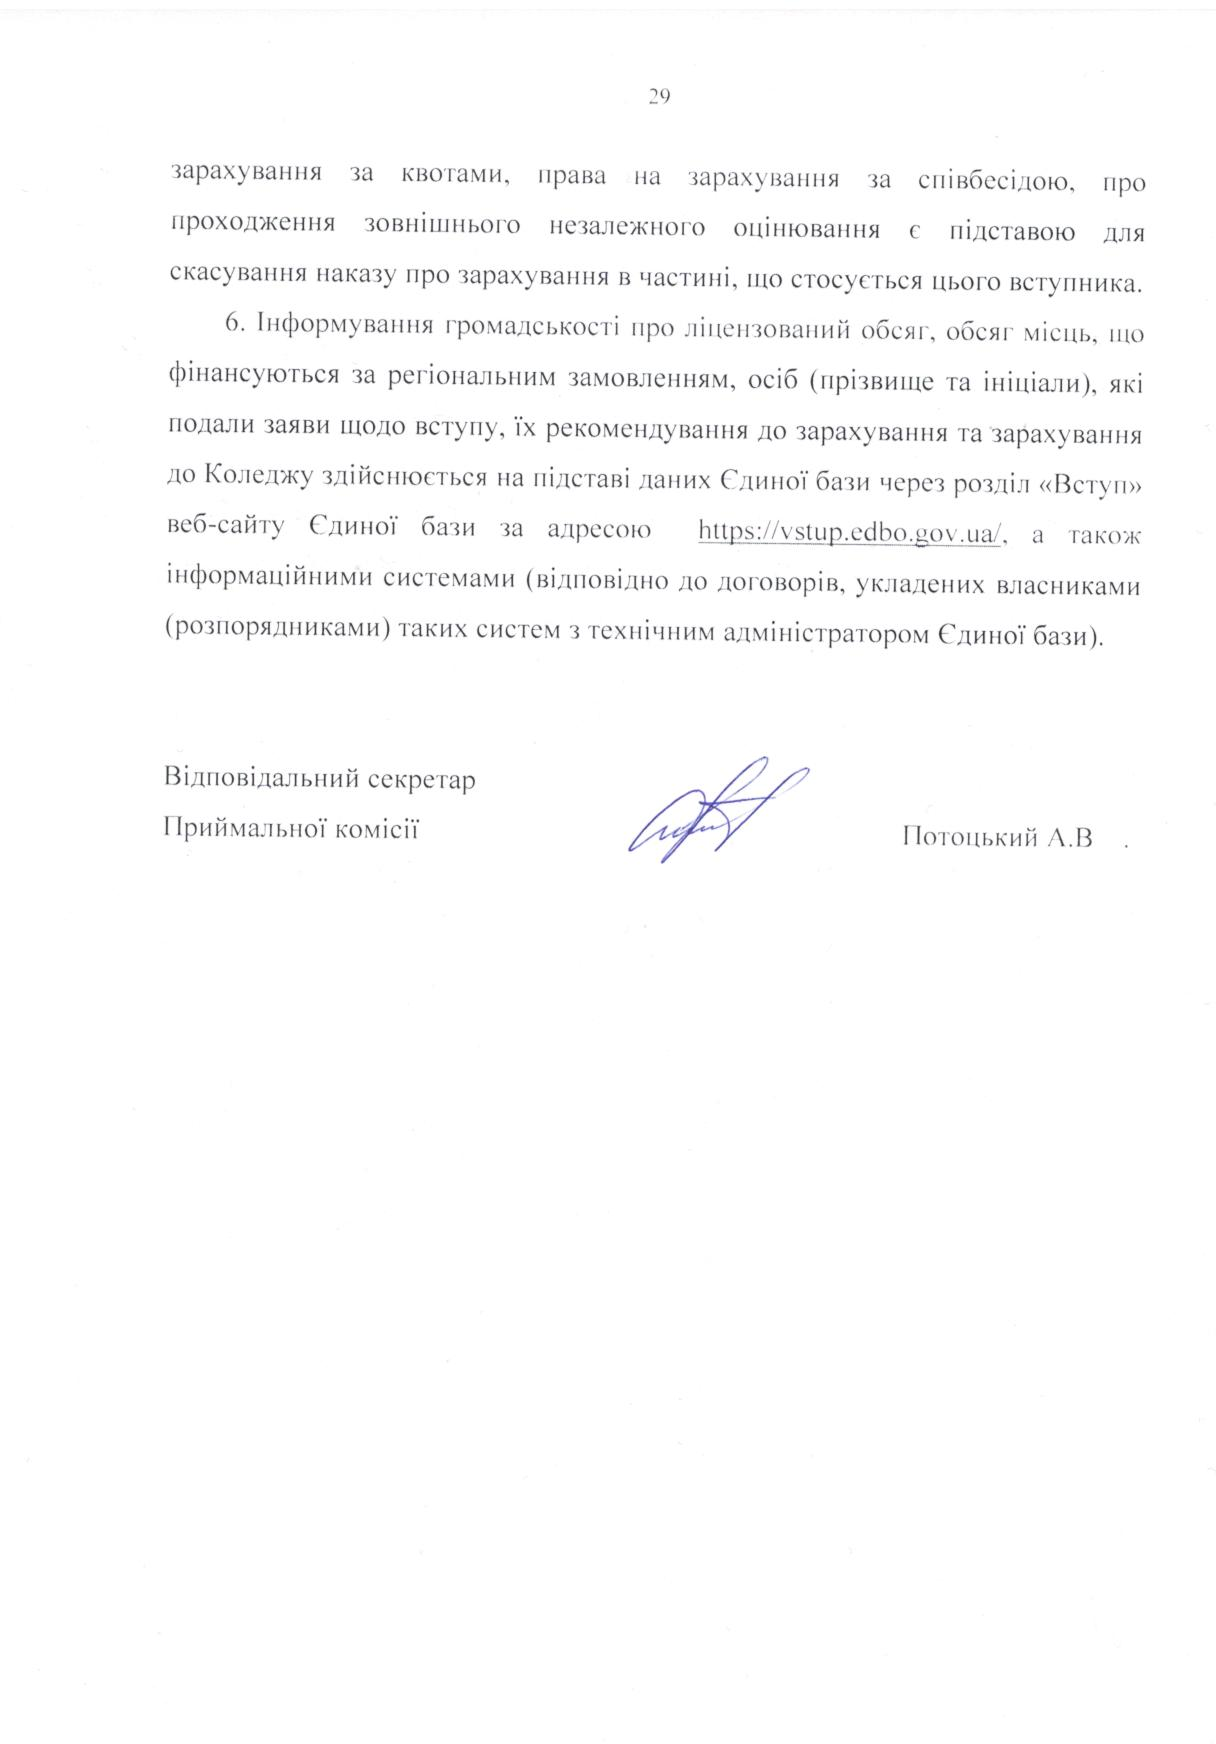 29
зарахування за квотами, права на зарахування за співбесідою, про
проходження зовнішнього незалежного оцінювання є підставою для
скасування наказу про зарахування в частині, що стосується цього вступника.
6. Інформування громадськості про ліцензований обсяг, обсяг місць, що
фінансуються за регіональним замовленням, осіб (прізвище та ініціали), які
подали заяви щодо вступу, їх рекомендування до зарахування та зарахування
до Коледжу здійснюється на підставі даних Єдиної бази через розділ «Вступ»
веб-сайту Єдиної бази за адресою https://vstup.edbo.gov.ua/, а також
інформаційними системами (відповідно до договорів, укладених власниками
(розпорядниками) таких систем з технічним адміністратором Єдиної бази).
Відповідальний секретар
Приймальної комісії
Потоцький А.В .